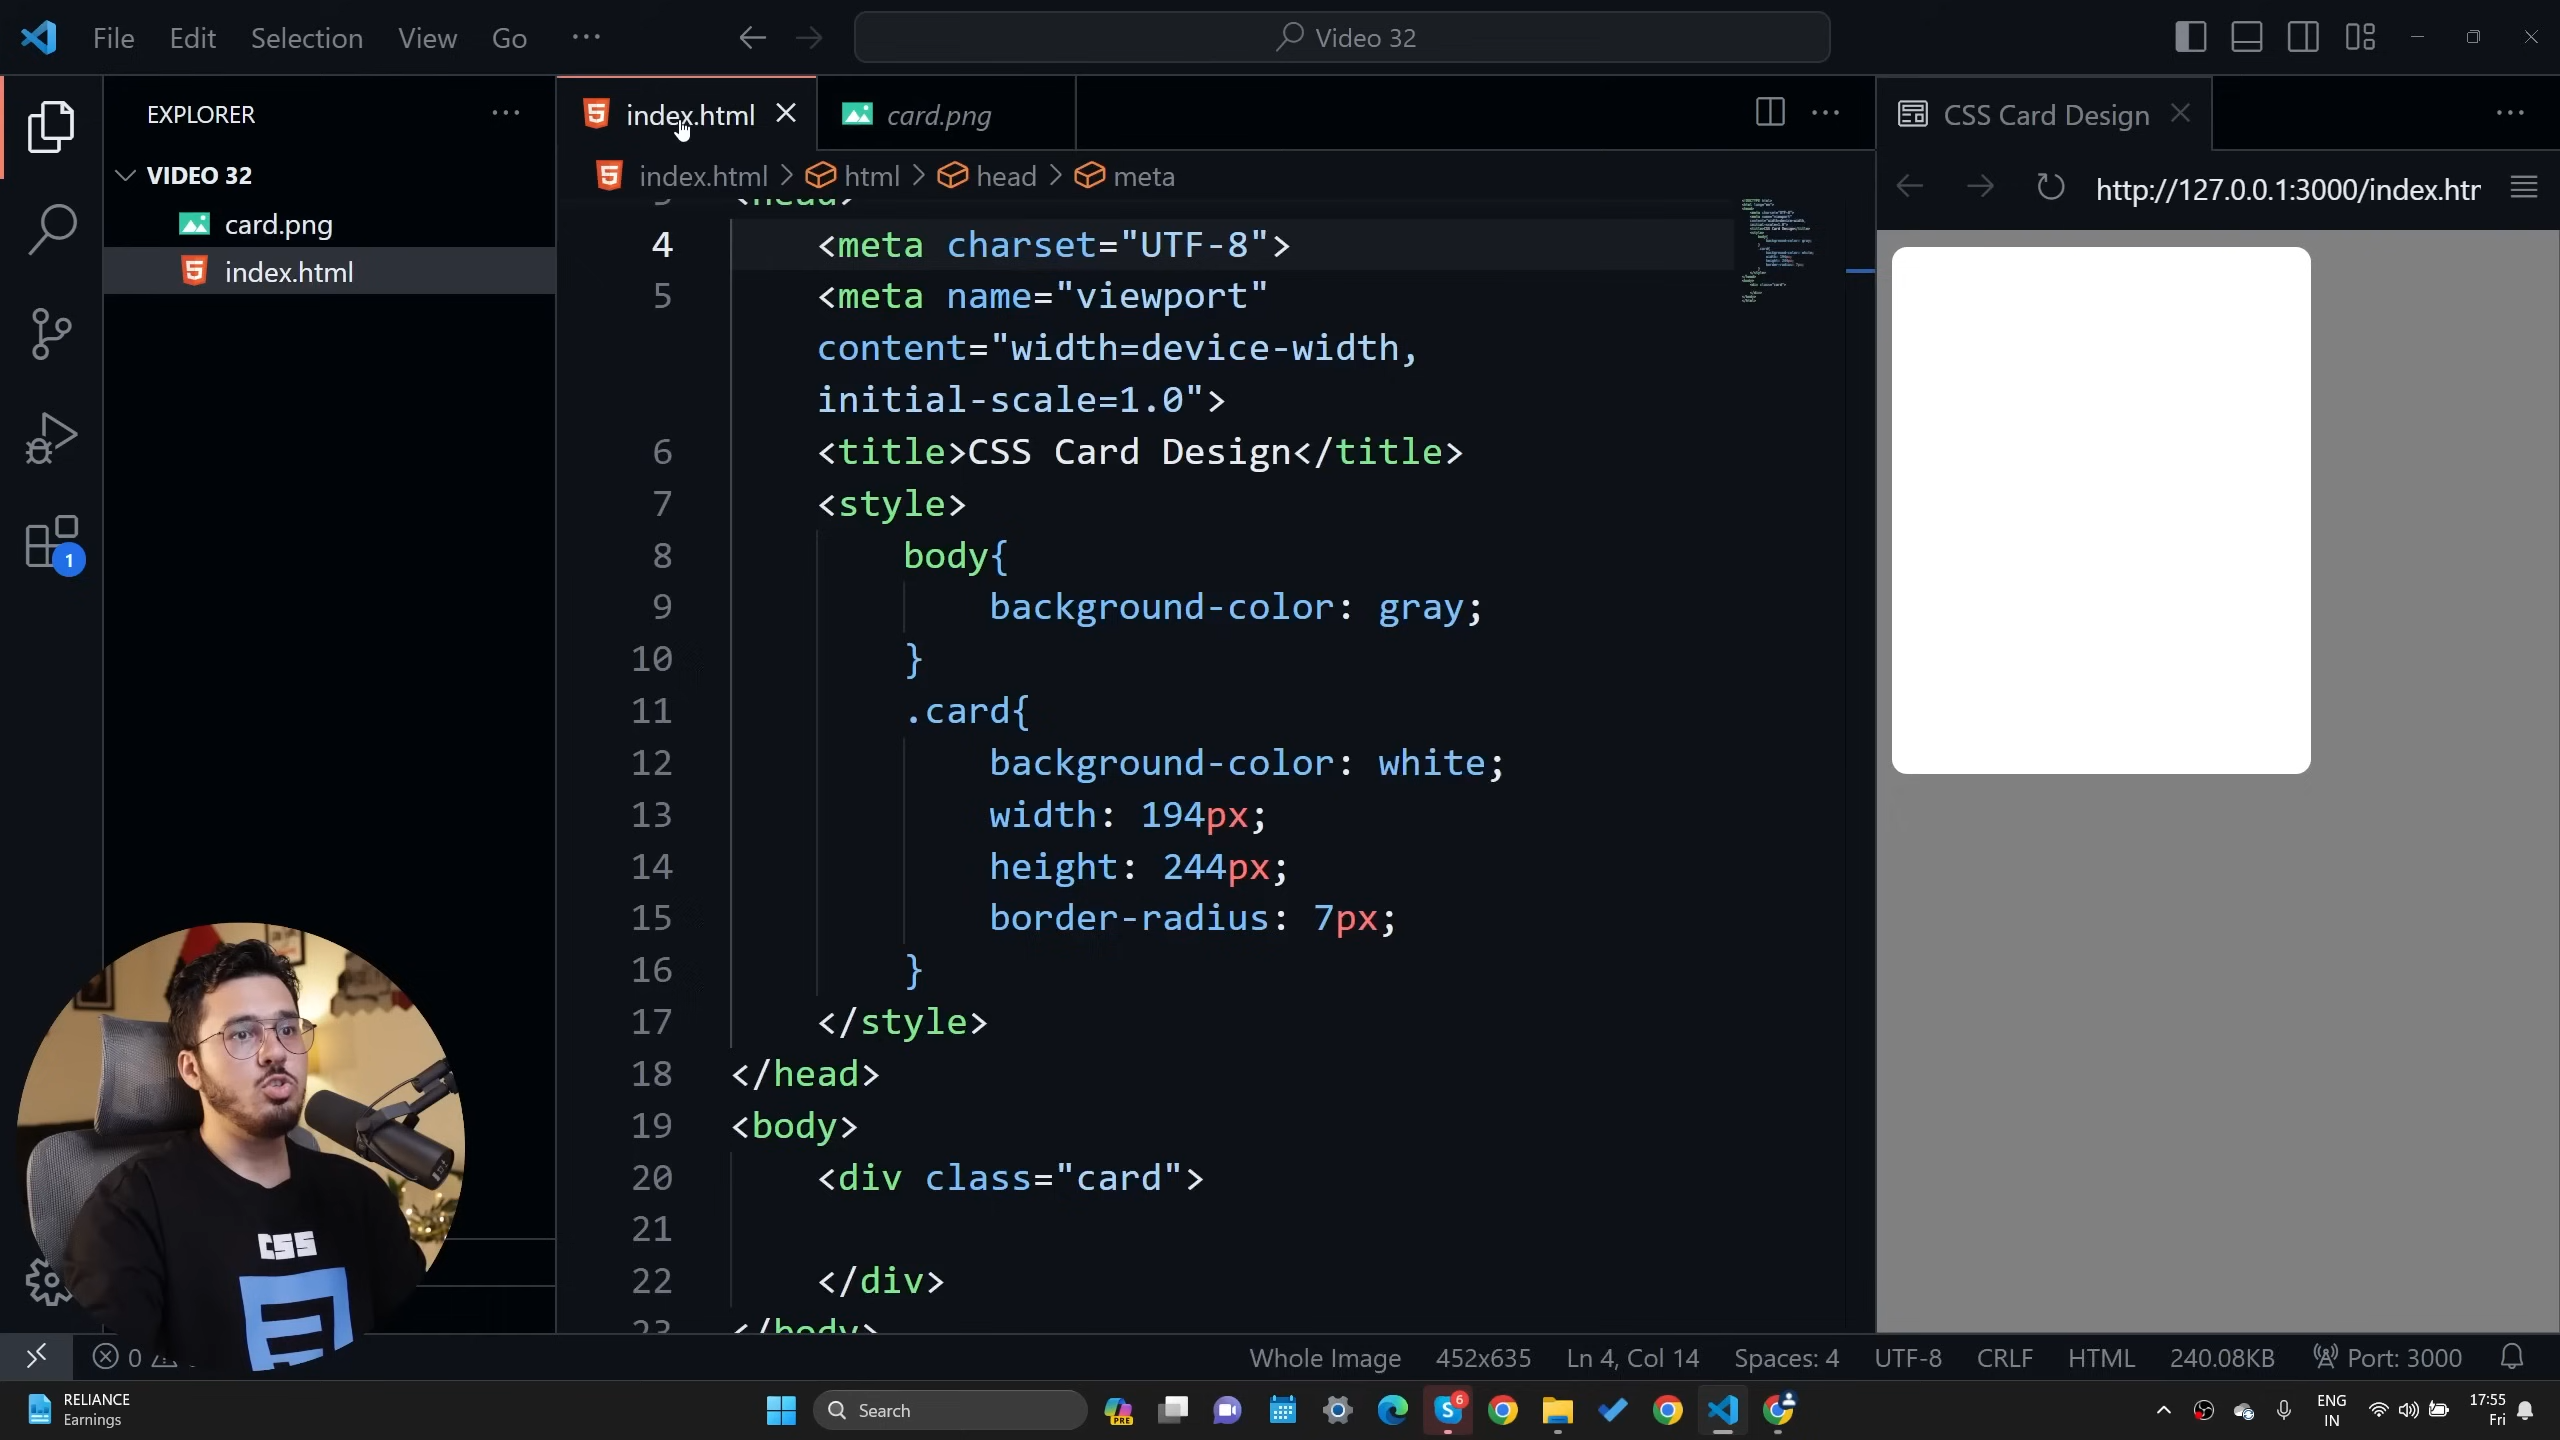 File Edit Selection View Go ···
Video 32
EXPLORER ···
VIDEO 32
card.png
index.html
1
index.html card.png ···
index.html > html > head > meta
4 <meta charset="UTF-8">
5 <meta name="viewport"
content="width=device-width,
initial-scale=1.0">
6 <title>CSS Card Design</title>
7 <style>
8 body{
9 background-color: gray;
10 }
11 .card{
12 background-color: white;
13 width: 194px;
14 height: 244px;
15 border-radius: 7px;
16 }
17 </style>
18 </head>
19 <body>
20 <div class="card">
21
22 </div>
23 </body>
CSS Card Design ···
http://127.0.0.1:3000/index.htm
CSS
0
Whole Image 452x635 Ln 4, Col 14 Spaces: 4 UTF-8 CRLF HTML 240.08KB Port: 3000
RELIANCE
Earnings
Search
PRE
6
ENG
IN
17:55
Fri